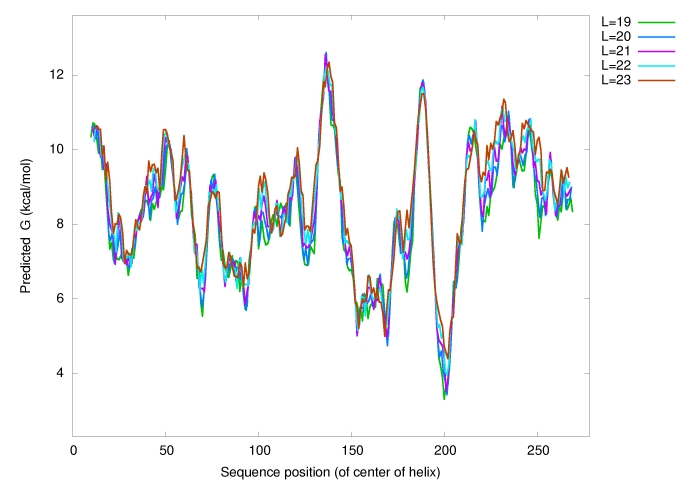 L=19
L=20
L=21
L=22
L=23
12
10
8
6
4
Predicted G (kcal/mol)
0
50
100
150
200
250
Sequence position (of center of helix)